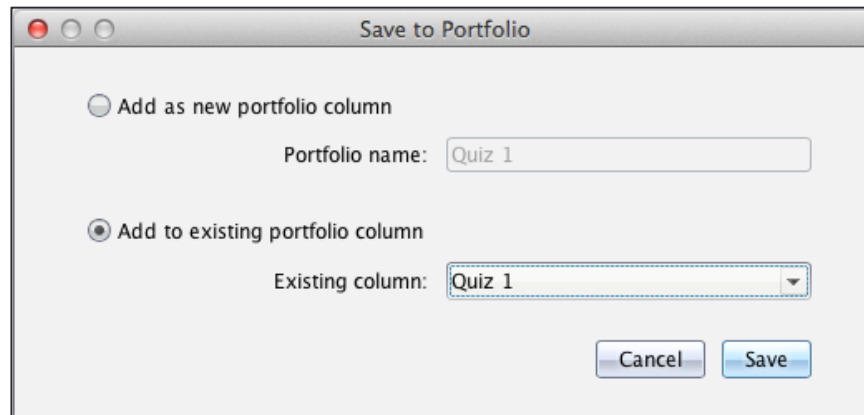 Save to Portfolio
Add as new portfolio column
Portfolio name: Quiz 1
Add to existing portfolio column
Existing column: Quiz 1
Cancel Save